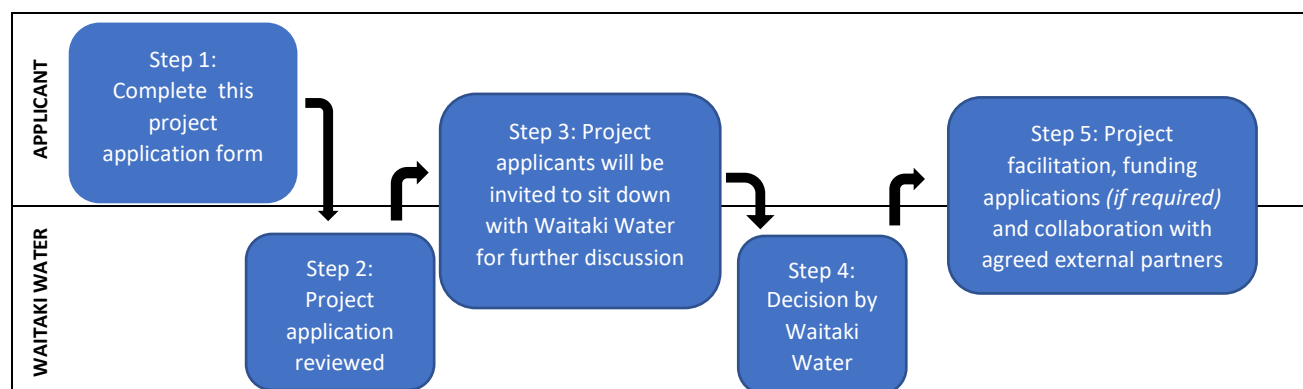 APPLICANT
Step 1:
Complete this
project
application form
Step 3: Project
applicants will be
invited to sit down
with Waitaki Water
for further discussion
Step 5: Project
facilitation, funding
applications (if required)
and collaboration with
agreed external partners
WAITAKI WATER
Step 2:
Project
application
reviewed
Step 4:
Decision by
Waitaki
Water